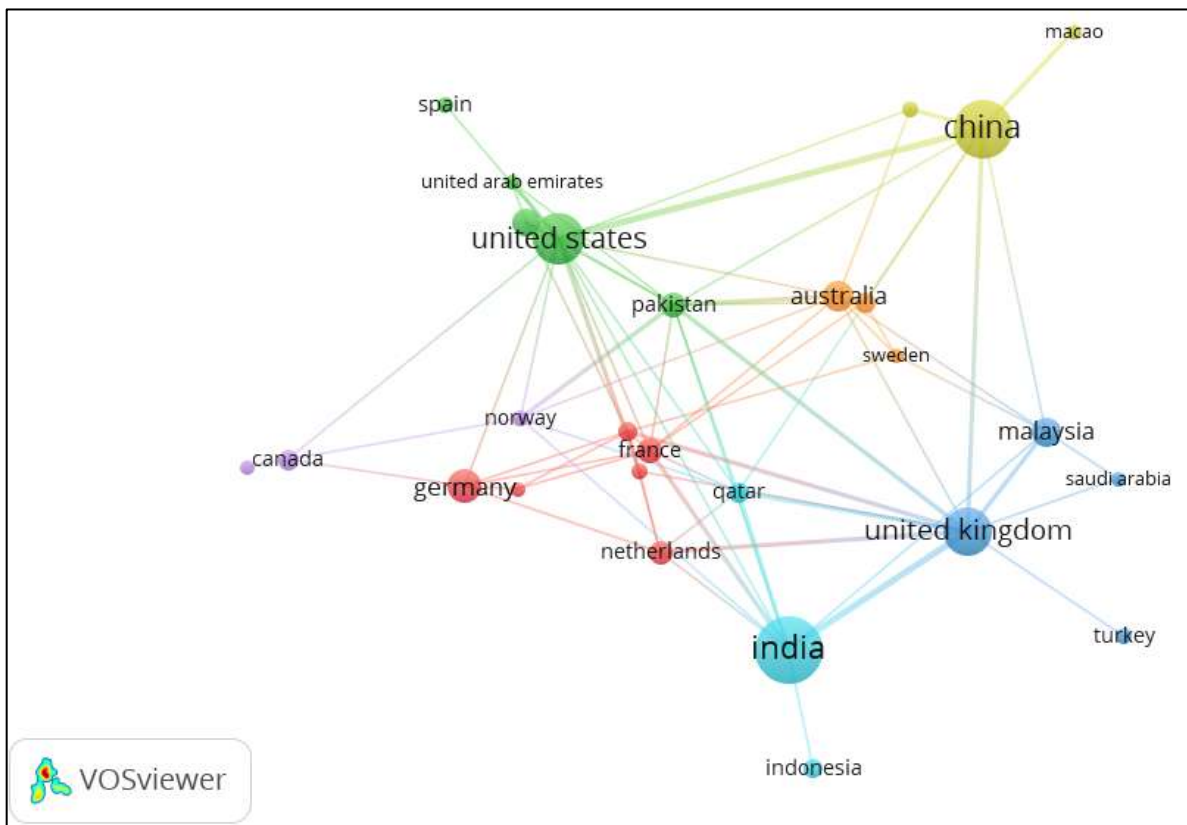 macao
spain
china
united arab emirates
united states
pakistan
australia
sweden
norway
malaysia
france
canada
saudi arabia
germany
qatar
united kingdom
netherlands
turkey
india
indonesia
VOSviewer